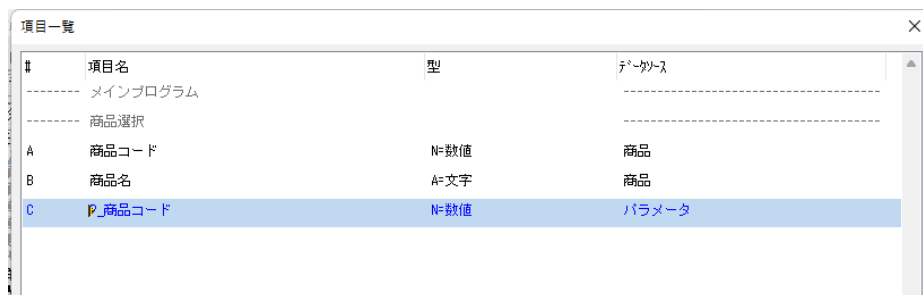 項目一覧
# 項目名 型 ﾃﾞｰﾀｿｰｽ
-------- メインプログラム ------------------------------------
-------- 商品選択 ------------------------------------
A 商品コード N=数値 商品
B 商品名 A=文字 商品
C P_商品コード N=数値 パラメータ